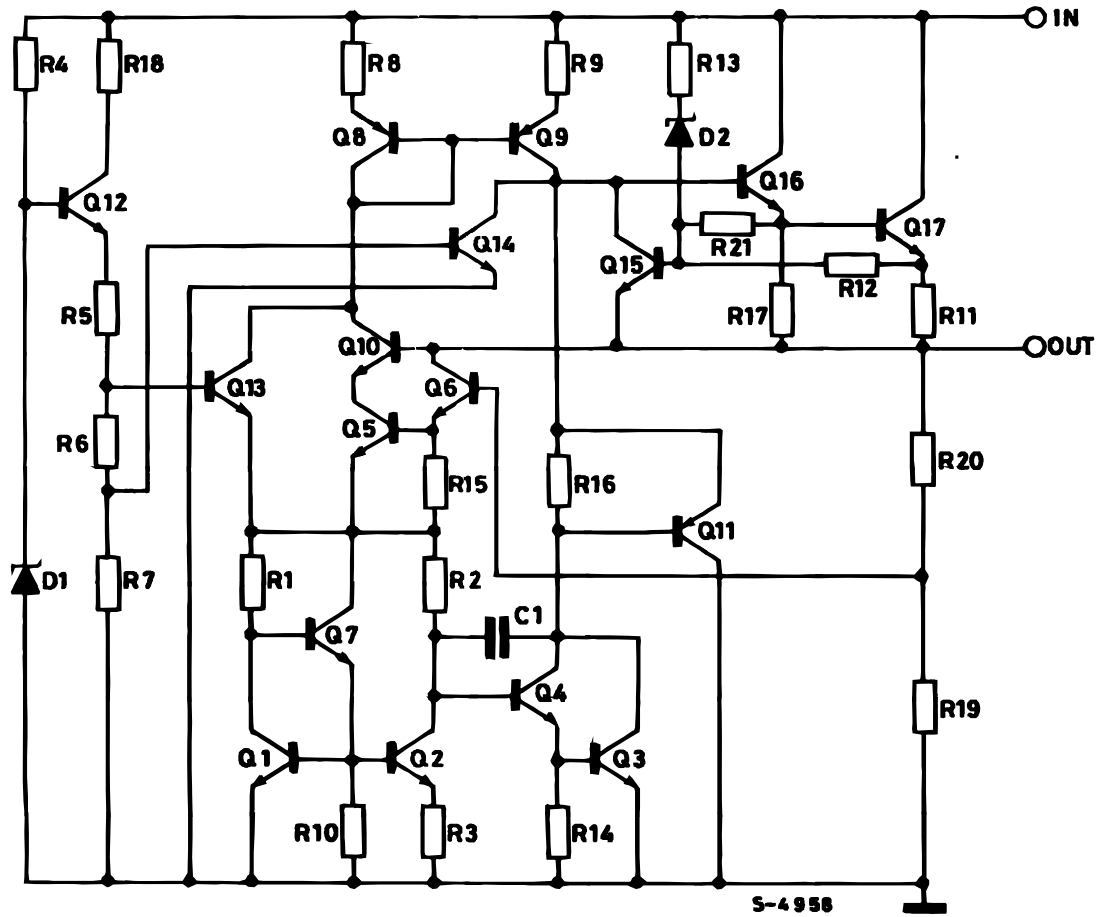 IN
R4 R18 R8 R9 R13
Q8 Q9 D2
Q12 Q16
Q14 R21 Q17
Q15 R12
R5 R17 R11
Q10 OUT
Q13 Q6
R6 Q5
R15 R16 R20
Q11
D1 R7 R1 R2
C1
Q7
Q4
R19
Q1 Q2 Q3
R10 R3 R14
S-4958